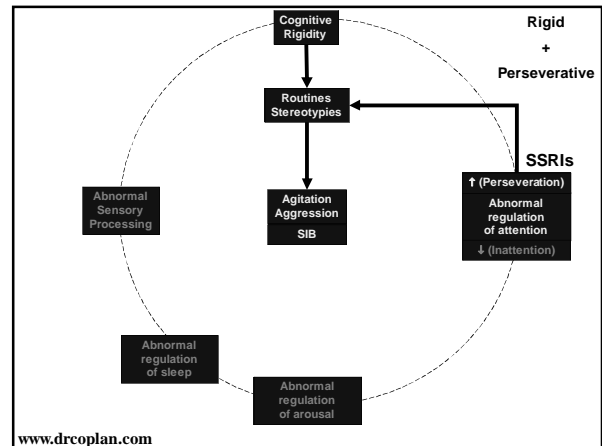 Cognitive
Rigidity
Rigid
+
Perseverative
Routines
Stereotypies
SSRIs
↑ (Perseveration)
Abnormal
regulation
of attention
↓ (Inattention)
Abnormal
Sensory
Processing
Agitation
Aggression
SIB
Abnormal
regulation
of sleep
Abnormal
regulation
of arousal
www.drcoplan.com